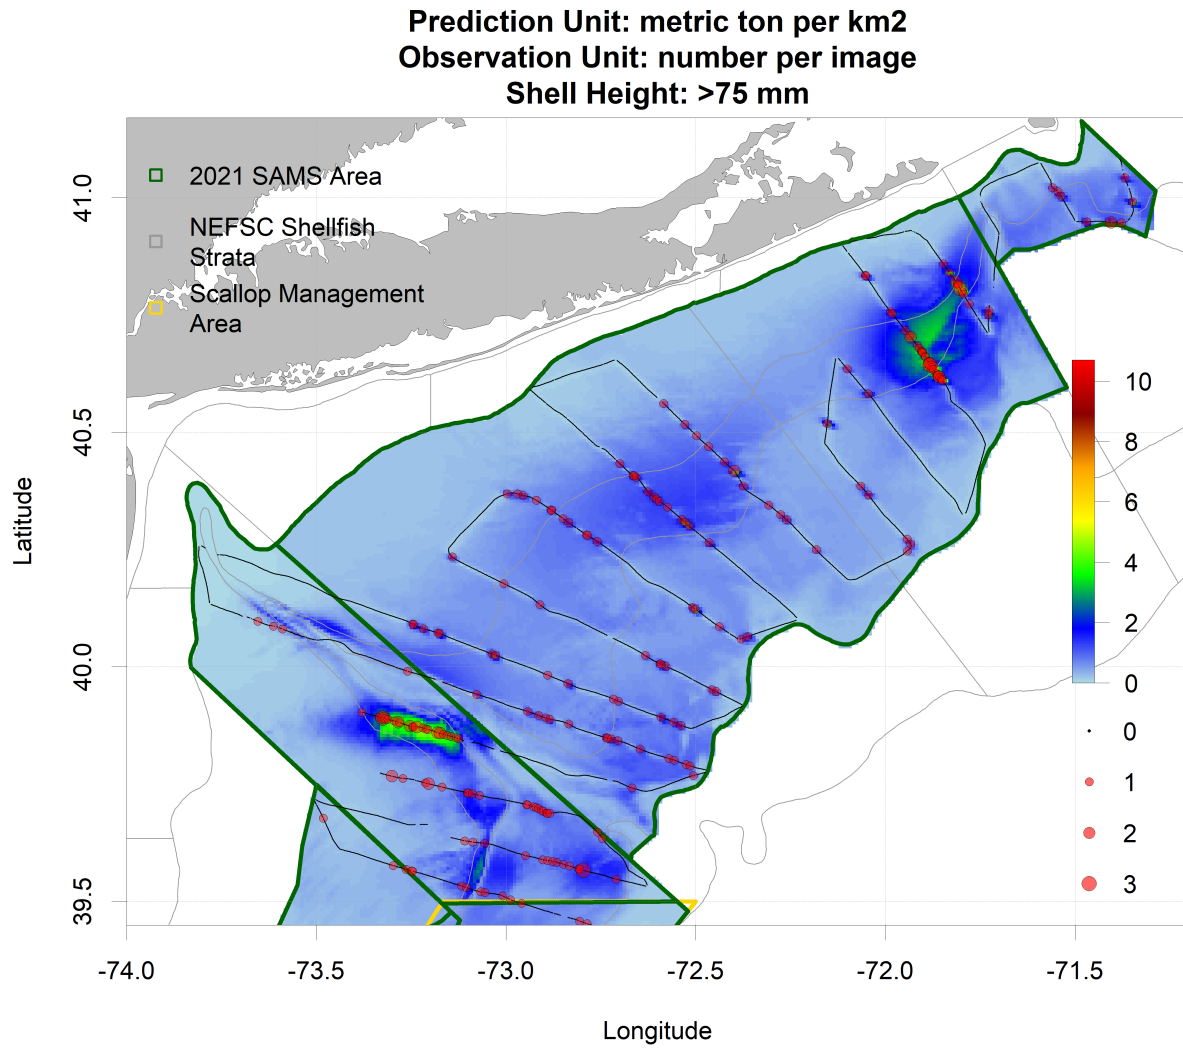 Prediction Unit: metric ton per km2
Observation Unit: number per image
Shell Height: >75 mm
2021 SAMS Area
NEFSC Shellfish
Strata
Scallop Management
Area
41.0
40.5
40.0
39.5
Latitude
10
8
6
4
2
0
0
1
2
3
-74.0
-73.5
-73.0
-72.5
-72.0
-71.5
Longitude